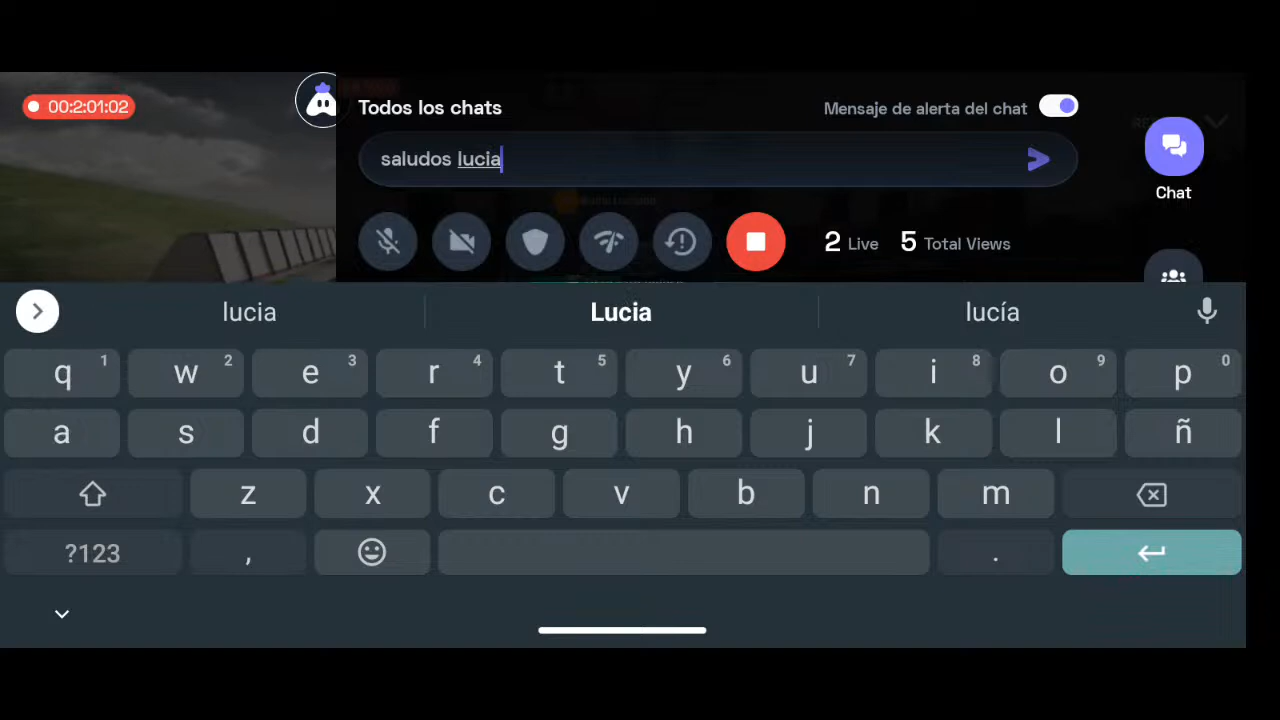 00:2:01:02
Todos los chats
Mensaje de alerta del chat
saludos lucia
Chat
2 Live 5 Total Views
lucia Lucia lucía
q 1 w 2 e 3 r 4 t 5 y 6 u 7 i 8 o 9 p 0
a s d f g h j k l ñ
z x c v b n m
?123 , .